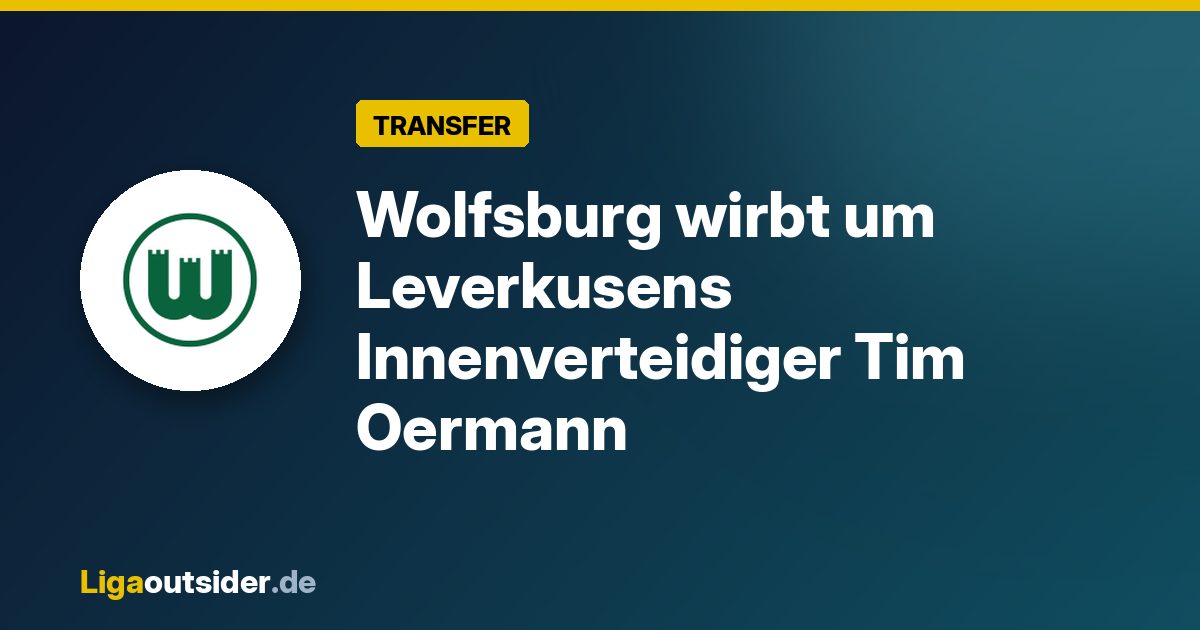 TRANSFER
Wolfsburg wirbt um
Leverkusens
Innenverteidiger Tim
Oermann
W
Ligaoutsider.de